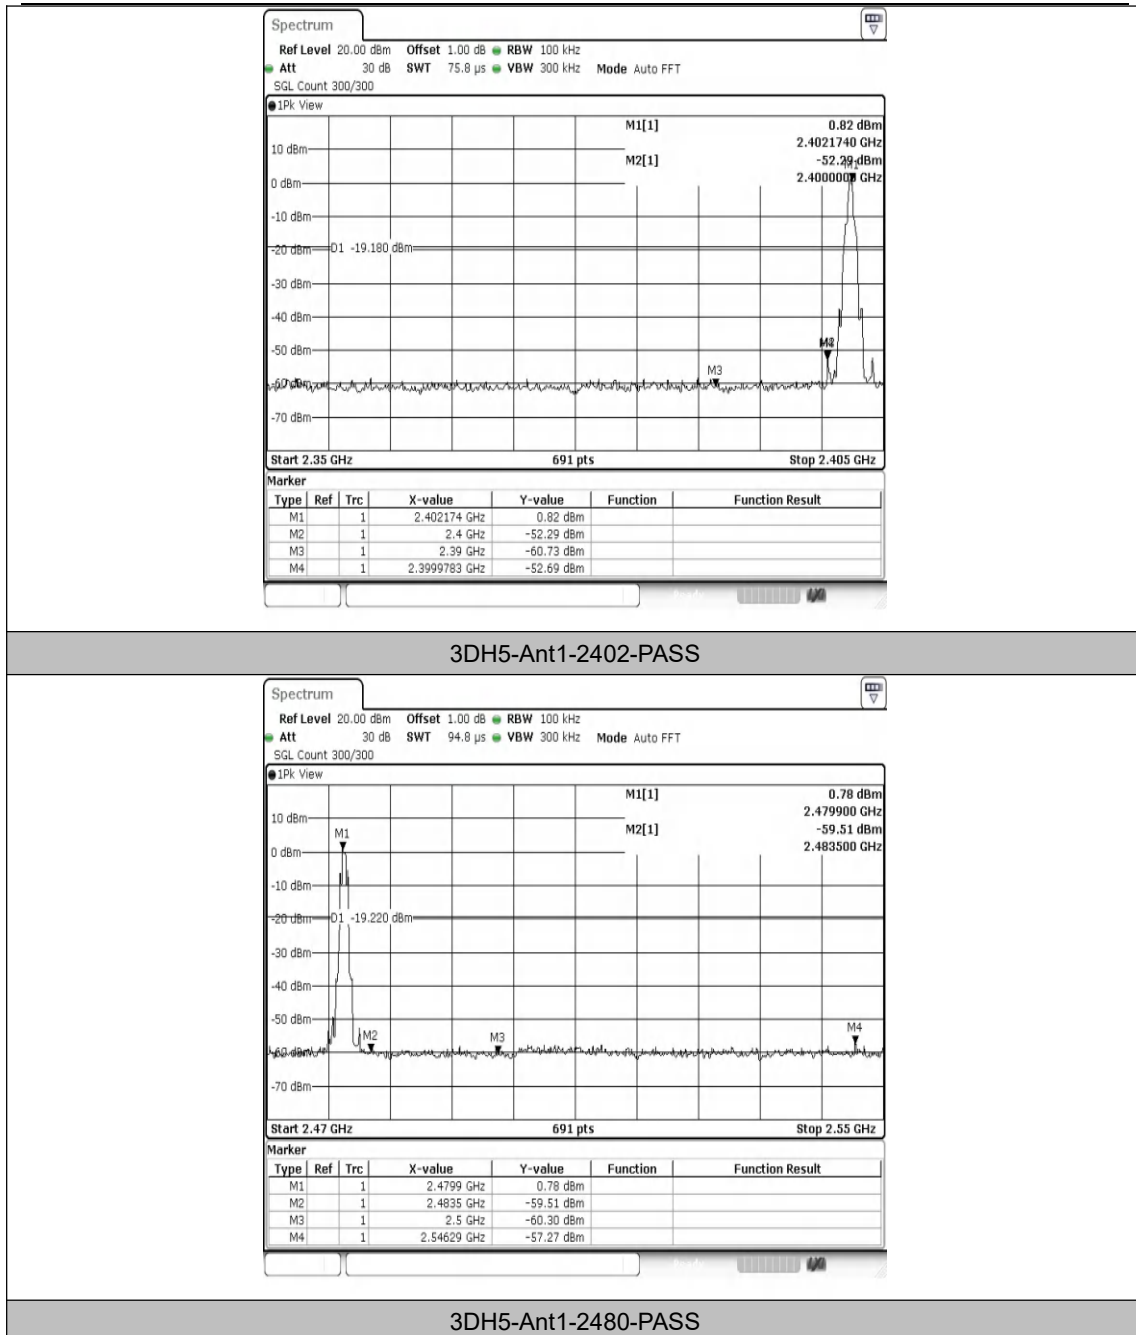 Spectrum
Ref Level 20.00 dBm Offset 1.00 dB RBW 100 kHz
Att 30 dB SWT 75.8 µs VBW 300 kHz Mode Auto FFT
SGL Count 300/300
1Pk View
M1[1] 0.82 dBm
2.4021740 GHz
M2[1] -52.29 dBm
2.4000000 GHz
10 dBm
0 dBm
-10 dBm
-20 dBm
D1 -19.180 dBm
-30 dBm
-40 dBm
-50 dBm
M3
-60 dBm
-70 dBm
Start 2.35 GHz 691 pts Stop 2.405 GHz
Marker
Type Ref Trc X-value Y-value Function Function Result
M1 1 2.402174 GHz 0.82 dBm
M2 1 2.4 GHz -52.29 dBm
M3 1 2.39 GHz -60.73 dBm
M4 1 2.3999783 GHz -52.69 dBm
3DH5-Ant1-2402-PASS
Spectrum
Ref Level 20.00 dBm Offset 1.00 dB RBW 100 kHz
Att 30 dB SWT 94.8 µs VBW 300 kHz Mode Auto FFT
SGL Count 300/300
1Pk View
M1[1] 0.78 dBm
2.479900 GHz
M2[1] -59.51 dBm
2.483500 GHz
10 dBm
M1
0 dBm
-10 dBm
-20 dBm
D1 -19.220 dBm
-30 dBm
-40 dBm
-50 dBm
M2 M3 M4
-60 dBm
-70 dBm
Start 2.47 GHz 691 pts Stop 2.55 GHz
Marker
Type Ref Trc X-value Y-value Function Function Result
M1 1 2.4799 GHz 0.78 dBm
M2 1 2.4835 GHz -59.51 dBm
M3 1 2.5 GHz -60.30 dBm
M4 1 2.54629 GHz -57.27 dBm
3DH5-Ant1-2480-PASS